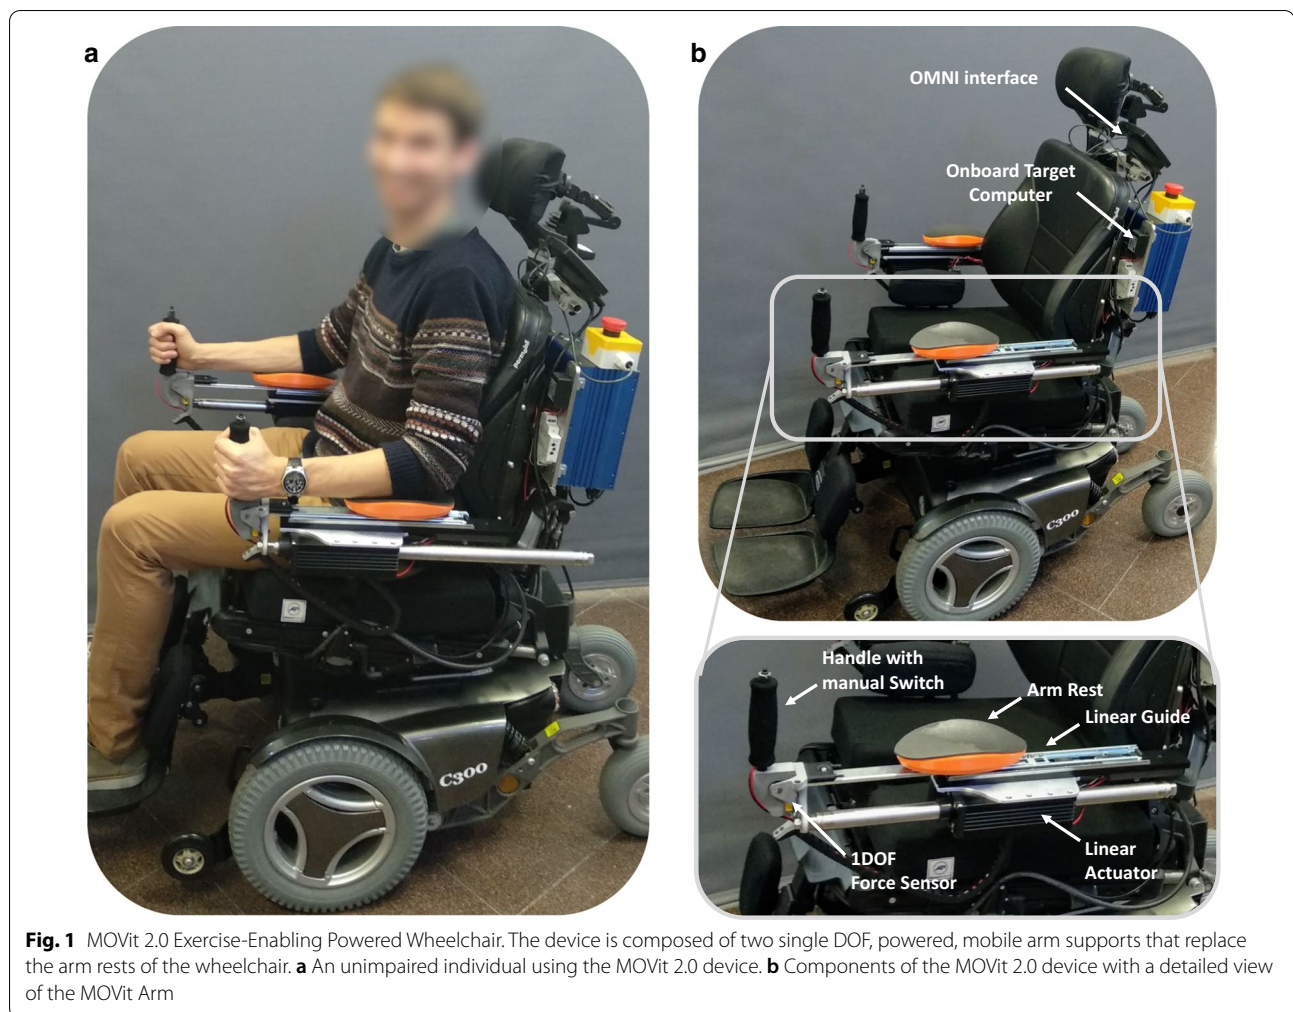 a
b
OMNI interface
Onboard Target
Computer
permobil
C300
C300
Handle with
manual Switch
Arm Rest
Linear Guide
1DOF
Force Sensor
Linear
Actuator
Fig. 1 MOVit 2.0 Exercise-Enabling Powered Wheelchair. The device is composed of two single DOF, powered, mobile arm supports that replace
the arm rests of the wheelchair. a An unimpaired individual using the MOVit 2.0 device. b Components of the MOVit 2.0 device with a detailed view
of the MOVit Arm